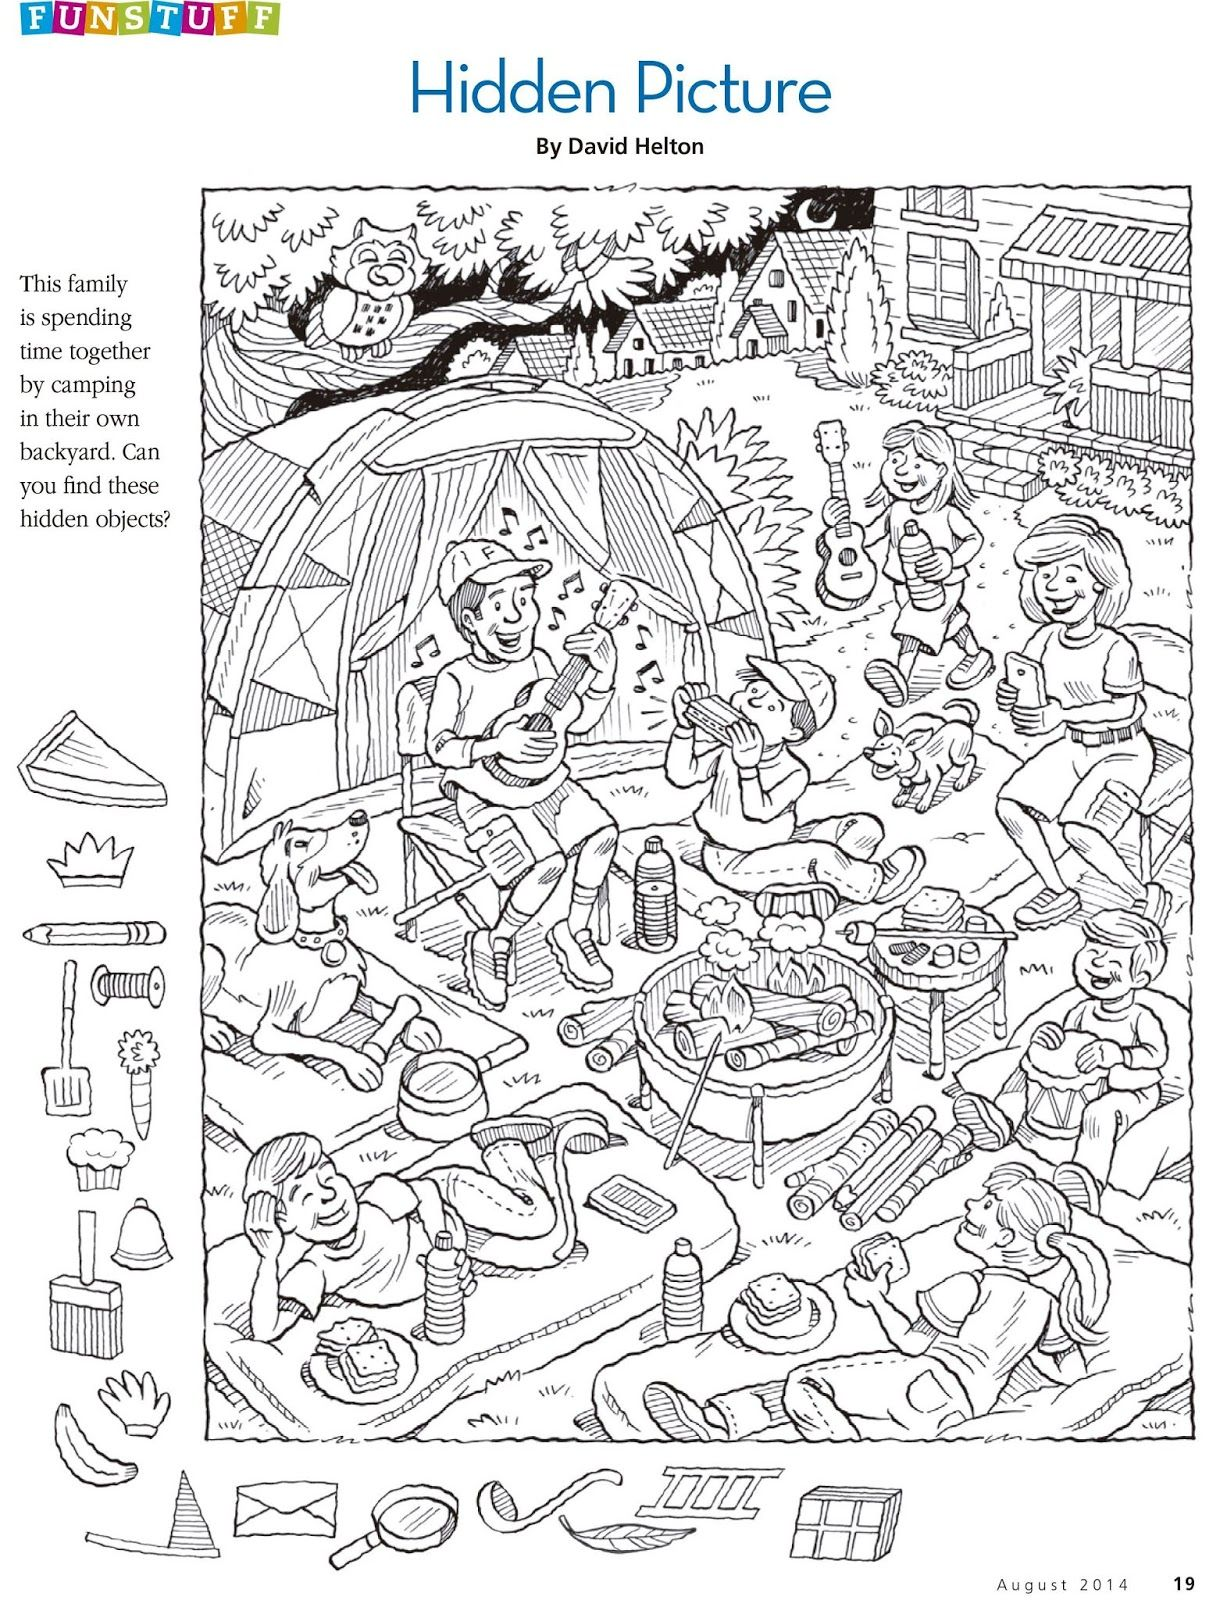 FUNSTUFF
Hidden Picture
By David Helton
This family
is spending
time together
by camping
in their own
backyard. Can
you find these
hidden objects?
F
August 2014 19